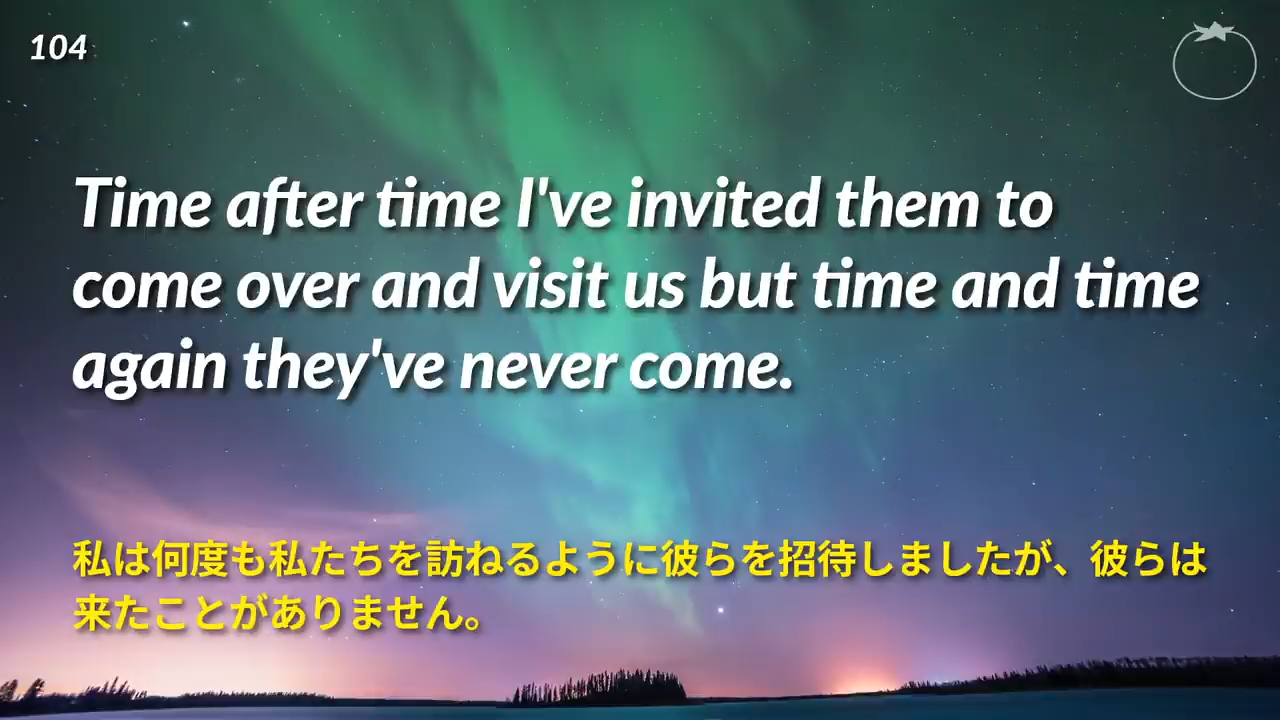 104
Time after time I've invited them to
come over and visit us but time and time
again they've never come.
私は何度も私たちを訪ねるように彼らを招待しましたが、彼らは
来たことがありません。